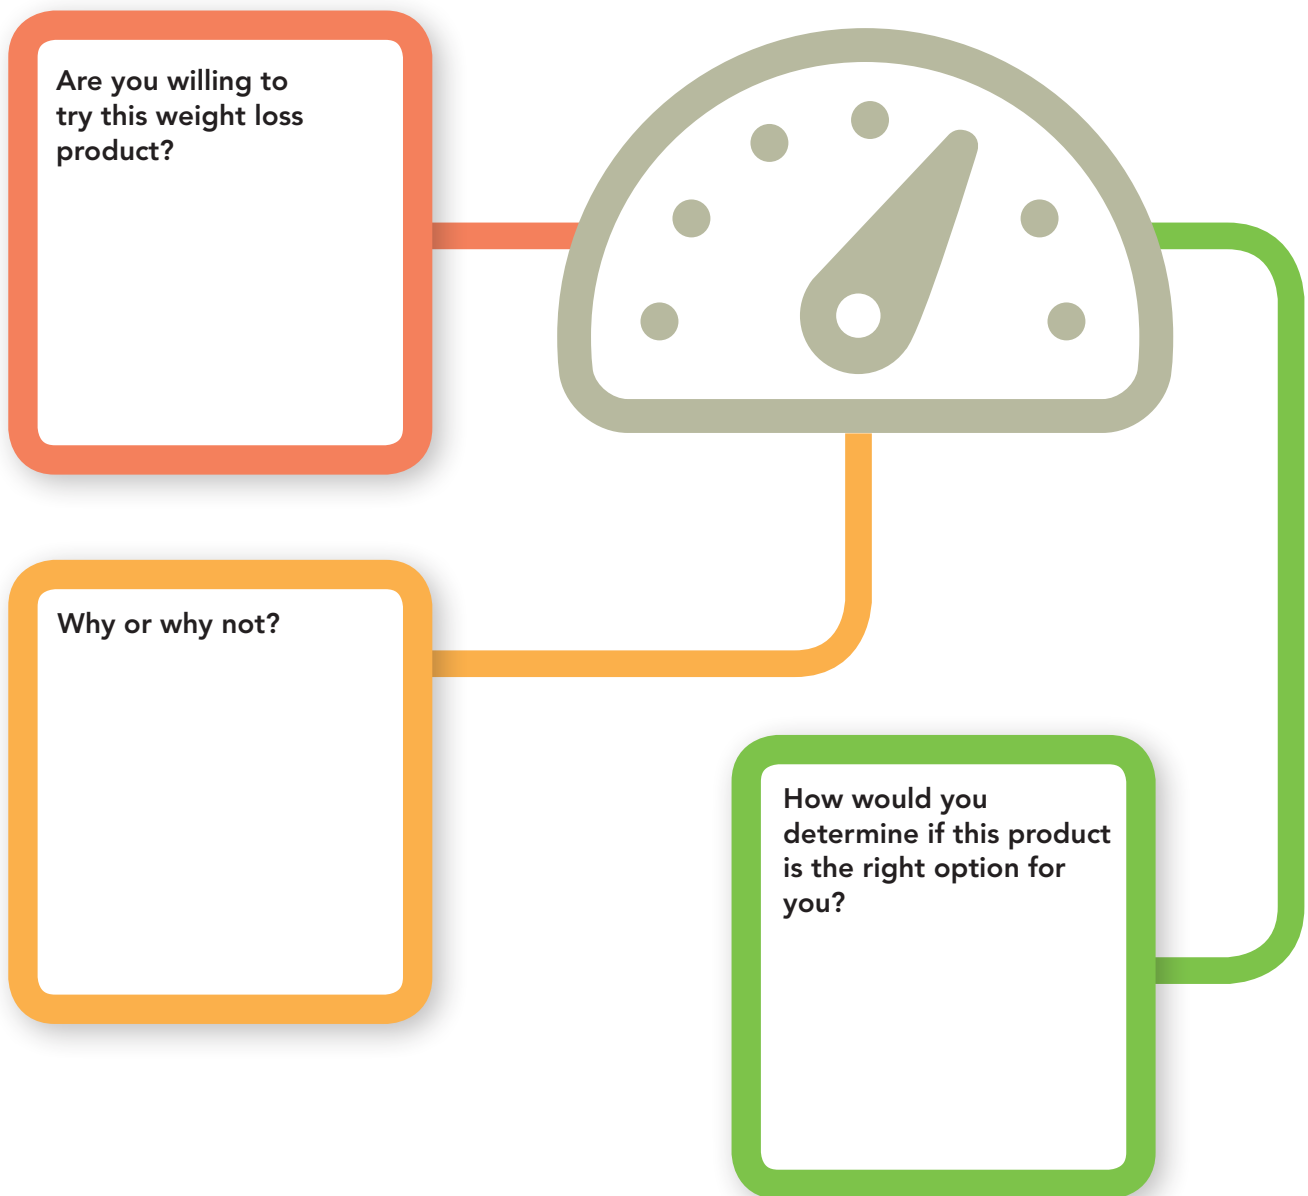 Are you willing to
try this weight loss
product?
Why or why not?
How would you
determine if this product
is the right option for
you?